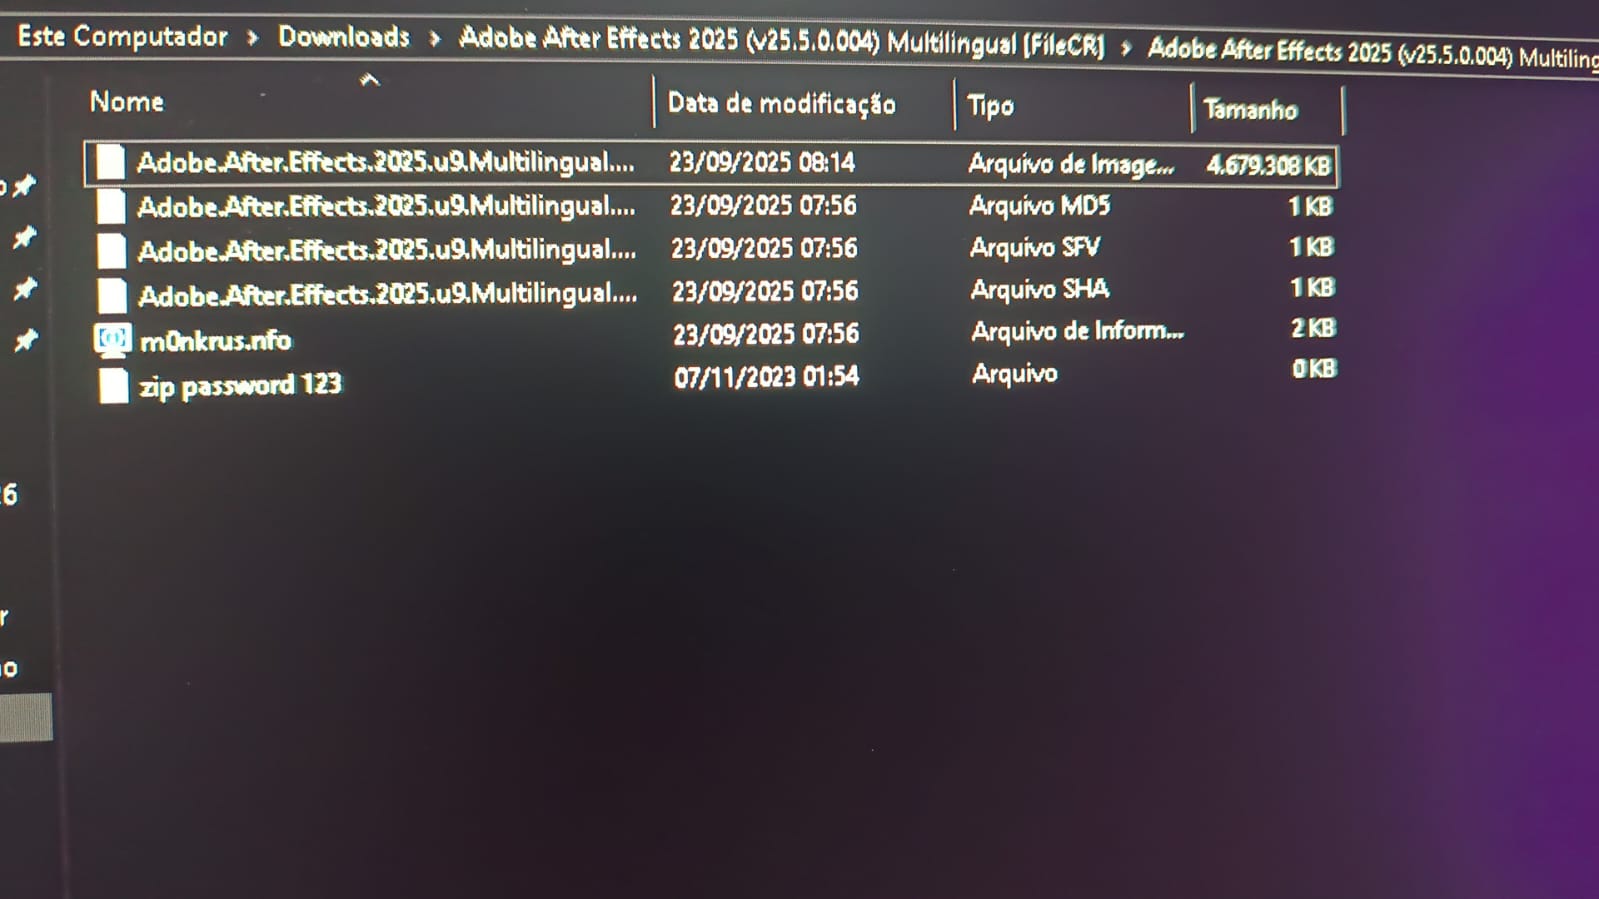 Este Computador > Downloads > Adobe After Effects 2025 (v25.5.0.004) Multilingual [FileCR] > Adobe After Effects 2025 (v25.5.0.004) Multiling
Nome Data de modificação Tipo Tamanho
Adobe.After.Effects.2025.u9.Multilingual.... 23/09/2025 08:14 Arquivo de Image... 4.679.308 KB
Adobe.After.Effects.2025.u9.Multilingual.... 23/09/2025 07:56 Arquivo MD5 1 KB
Adobe.After.Effects.2025.u9.Multilingual.... 23/09/2025 07:56 Arquivo SFV 1 KB
Adobe.After.Effects.2025.u9.Multilingual.... 23/09/2025 07:56 Arquivo SHA 1 KB
m0nkrus.nfo 23/09/2025 07:56 Arquivo de Inform... 2 KB
zip password 123 07/11/2023 01:54 Arquivo 0 KB
6
r
o